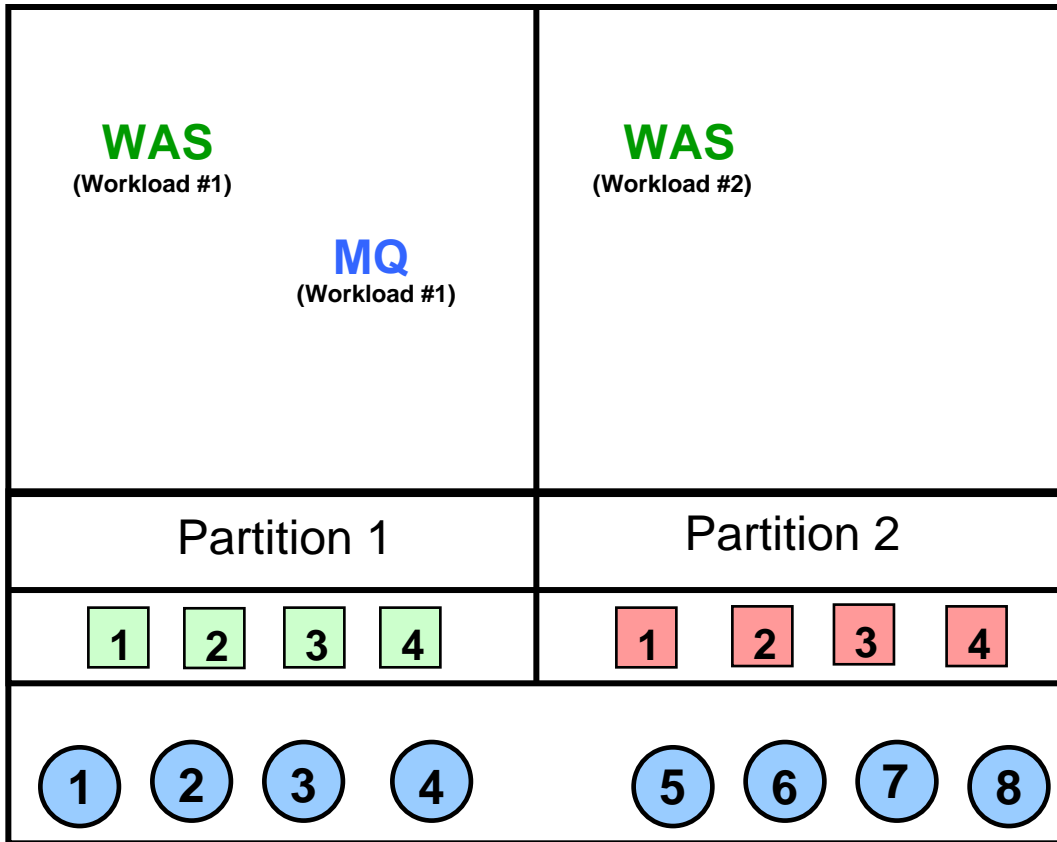 WAS
(Workload #1)
MQ
(Workload #1)
WAS
(Workload #2)
Partition 1
Partition 2
1 2 3 4
1 2 3 4
1 2 3 4 5 6 7 8